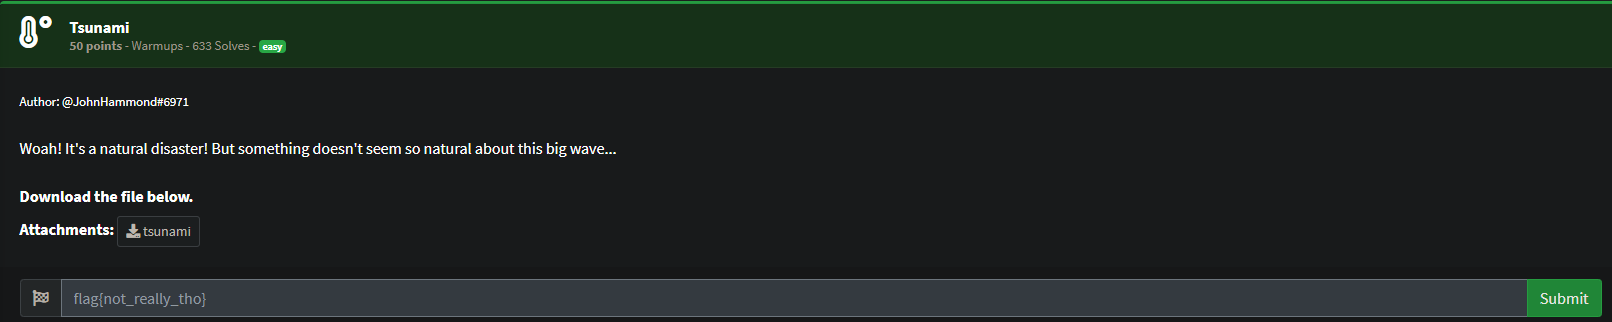 Tsunami
50 points - Warmups - 633 Solves - easy
Author: @JohnHammond#6971
Woah! It's a natural disaster! But something doesn't seem so natural about this big wave...
Download the file below.
Attachments: tsunami
flag{not_really_tho} Submit